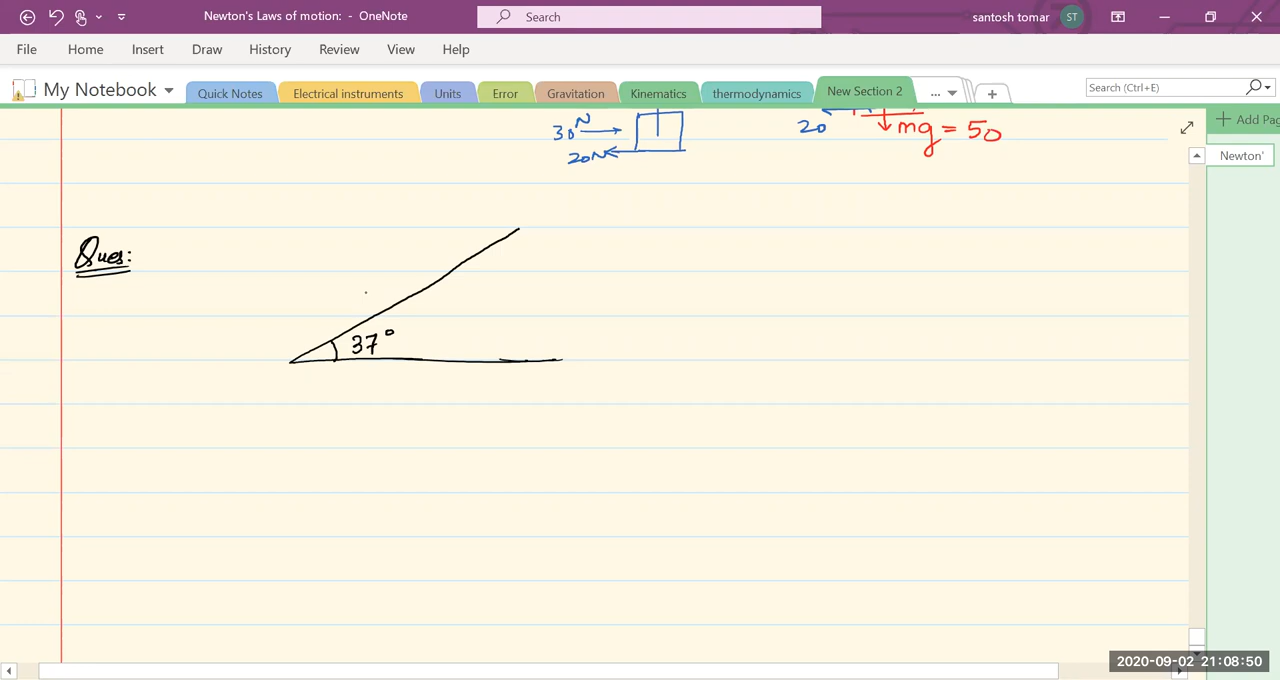 Newton's Laws of motion: - OneNote
Search
santosh tomar
ST
File Home Insert Draw History Review View Help
My Notebook
Quick Notes Electrical instruments Units Error Gravitation Kinematics thermodynamics New Section 2 ...
Search (Ctrl+E)
Add Pag
Newton'
30N
20N
20
mg = 50
Ques:
37°
2020-09-02 21:08:50